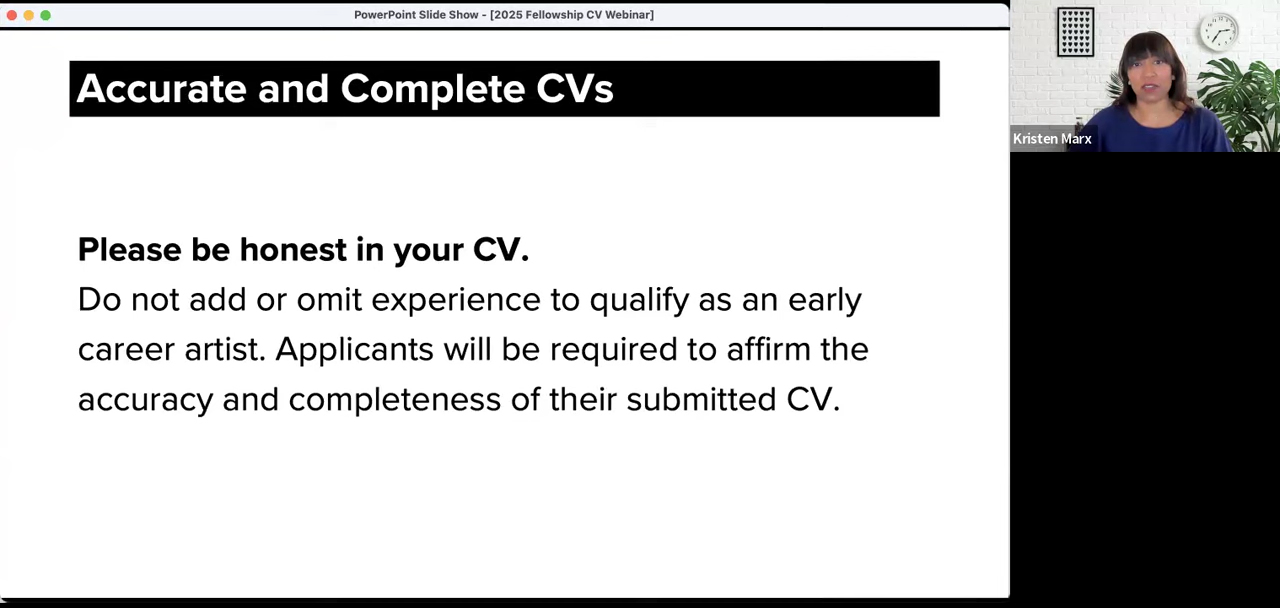 PowerPoint Slide Show - [2025 Fellowship CV Webinar]
Accurate and Complete CVs
Please be honest in your CV.
Do not add or omit experience to qualify as an early
career artist. Applicants will be required to affirm the
accuracy and completeness of their submitted CV.
Kristen Marx